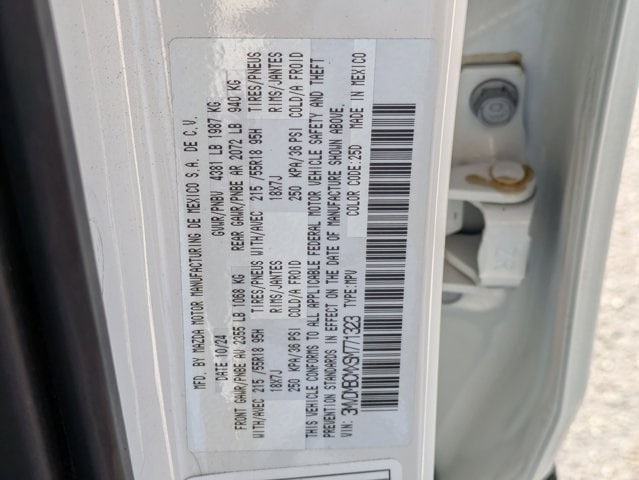 MFD. BY MAZDA MOTOR MANUFACTURING DE MEXICO S.A. DE C.V.
DATE 10/24 GVWR/PNBV 4381 LB 1987 KG
FRONT GAWR/PNBE AV 2355 LB 1068 KG REAR GAWR/PNBE AR 2072 LB 940 KG
WITH/AVEC 215 /55R18 95H TIRES/PNEUS WITH/AVEC 215 /55R18 95H TIRES/PNEUS
18X7J RIMS/JANTES 18X7J RIMS/JANTES
250 KPA/36 PSI COLD/A FROID 250 KPA/36 PSI COLD/A FROID
THIS VEHICLE CONFORMS TO ALL APPLICABLE FEDERAL MOTOR VEHICLE SAFETY AND THEFT
PREVENTION STANDARDS IN EFFECT ON THE DATE OF MANUFACTURE SHOWN ABOVE.
COLOR CODE:25D MADE IN MEXICO
VIN: 3MVDMBCMXSM771323 TYPE:MPV